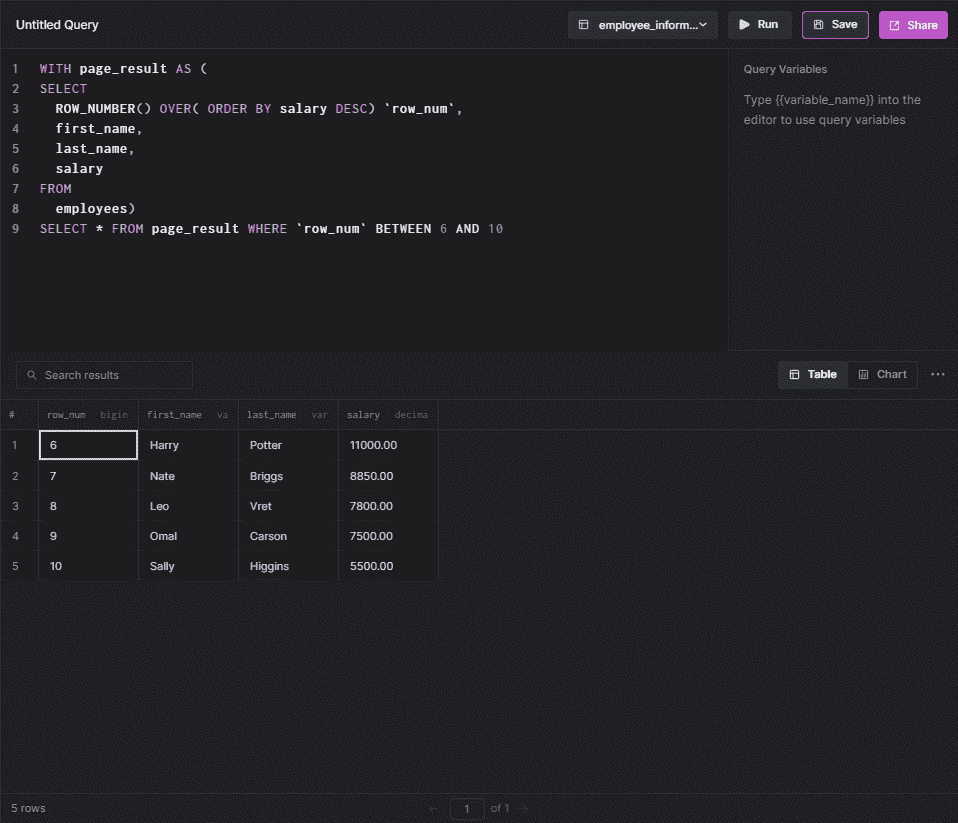 Untitled Query employee_inform... Run Save Share
1 WITH page_result AS (
2 SELECT
3 ROW_NUMBER() OVER( ORDER BY salary DESC) `row_num`,
4 first_name,
5 last_name,
6 salary
7 FROM
8 employees)
9 SELECT * FROM page_result WHERE `row_num` BETWEEN 6 AND 10
Query Variables
Type {{variable_name}} into the
editor to use query variables
Search results Table Chart ...
# row_num bigin first_name va last_name var salary decima
1 6 Harry Potter 11000.00
2 7 Nate Briggs 8850.00
3 8 Leo Vret 7800.00
4 9 Omal Carson 7500.00
5 10 Sally Higgins 5500.00
5 rows 1 of 1